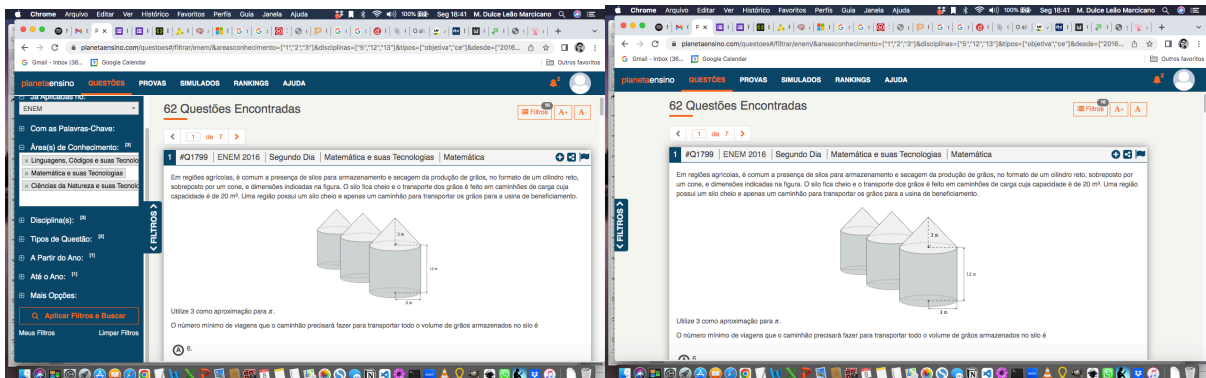 Chrome Arquivo Editar Ver Histórico Favoritos Perfis Guia Janela Ajuda 100% Seg 18:41 M. Dulce Leão Marcicano
planetaensino.com/questoes#/filtrar/enem/&areasconhecimento=["1","2","3"]&disciplinas=["5","12","13"]&tipos=["objetiva","ce"]&desde=["2016...
Gmail - Inbox (36... Google Calendar Outros favoritos
planetaensino QUESTÕES PROVAS SIMULADOS RANKINGS AJUDA
Já Aplicadas no:
ENEM
Com as Palavras-Chave:
Área(s) de Conhecimento: [3]
× Linguagens, Códigos e suas Tecnolo
× Matemática e suas Tecnologias
× Ciências da Natureza e suas Tecnolo
Disciplina(s): [3]
Tipos de Questão: [2]
A Partir do Ano: [1]
Até o Ano: [1]
Mais Opções:
Aplicar Filtros e Buscar
Meus Filtros Limpar Filtros
FILTROS
62 Questões Encontradas
Filtros 10 A+ A-
< 1 de 7 >
1 #Q1799 ENEM 2016 Segundo Dia Matemática e suas Tecnologias Matemática
Em regiões agrícolas, é comum a presença de silos para armazenamento e secagem da produção de grãos, no formato de um cilindro reto,
sobreposto por um cone, e dimensões indicadas na figura. O silo fica cheio e o transporte dos grãos é feito em caminhões de carga cuja
capacidade é de 20 m³. Uma região possui um silo cheio e apenas um caminhão para transportar os grãos para a usina de beneficiamento.
3 m
12 m
3 m
Utilize 3 como aproximação para π.
O número mínimo de viagens que o caminhão precisará fazer para transportar todo o volume de grãos armazenados no silo é
A 6.
Chrome Arquivo Editar Ver Histórico Favoritos Perfis Guia Janela Ajuda 100% Seg 18:41 M. Dulce Leão Marcicano
planetaensino.com/questoes#/filtrar/enem/&areasconhecimento=["1","2","3"]&disciplinas=["5","12","13"]&tipos=["objetiva","ce"]&desde=["2016...
Gmail - Inbox (36... Google Calendar Outros favoritos
planetaensino QUESTÕES PROVAS SIMULADOS RANKINGS AJUDA
FILTROS
62 Questões Encontradas
Filtros 10 A+ A-
< 1 de 7 >
1 #Q1799 ENEM 2016 Segundo Dia Matemática e suas Tecnologias Matemática
Em regiões agrícolas, é comum a presença de silos para armazenamento e secagem da produção de grãos, no formato de um cilindro reto, sobreposto por
um cone, e dimensões indicadas na figura. O silo fica cheio e o transporte dos grãos é feito em caminhões de carga cuja capacidade é de 20 m³. Uma região
possui um silo cheio e apenas um caminhão para transportar os grãos para a usina de beneficiamento.
3 m
12 m
3 m
Utilize 3 como aproximação para π.
O número mínimo de viagens que o caminhão precisará fazer para transportar todo o volume de grãos armazenados no silo é
A 6.